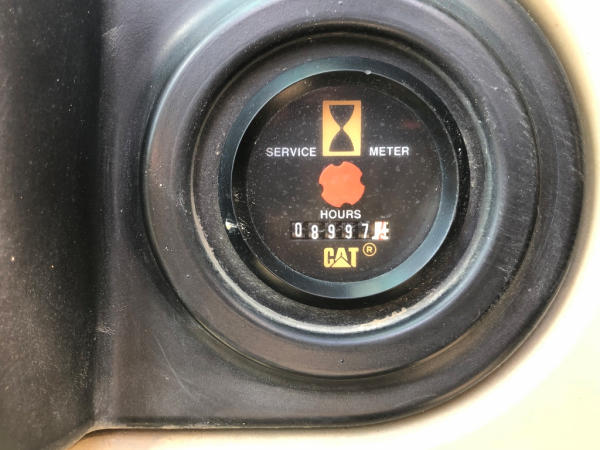 SERVICE METER
HOURS
08997
CAT ®